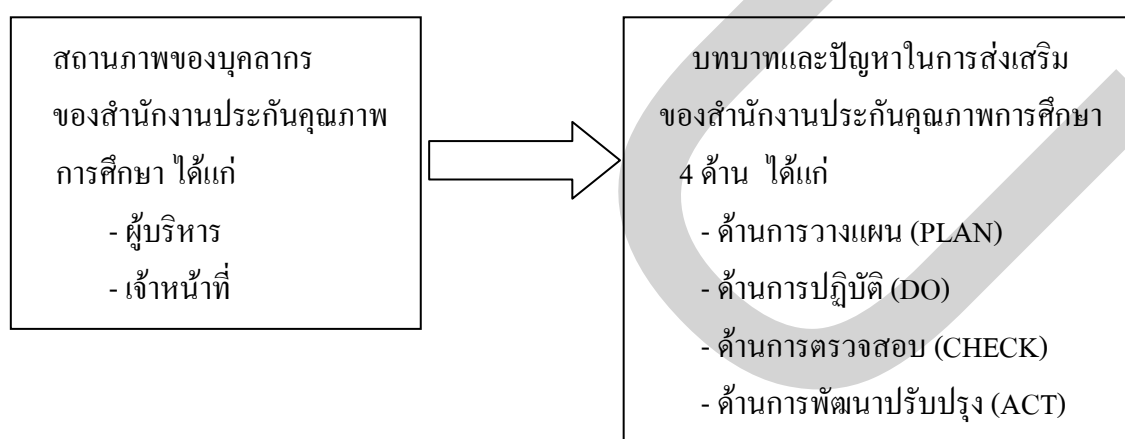 สถานภาพของบุคลากร
ของสำนักงานประกันคุณภาพ
การศึกษา ได้แก่
- ผู้บริหาร
- เจ้าหน้าที่
บทบาทและปัญหาในการส่งเสริม
ของสำนักงานประกันคุณภาพการศึกษา
4 ด้าน ได้แก่
- ด้านการวางแผน (PLAN)
- ด้านการปฏิบัติ (DO)
- ด้านการตรวจสอบ (CHECK)
- ด้านการพัฒนาปรับปรุง (ACT)